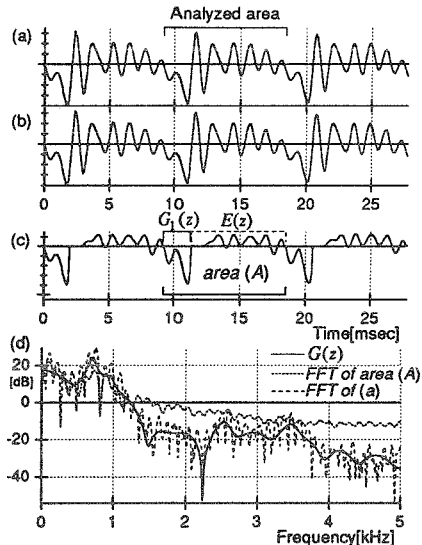 Analyzed area
(a)
(b)
0 5 10 15 20 25
G₁(z) E(z)
(c)
area (A)
0 5 10 15 20 25
Time[msec]
(d)
G(z)
FFT of area (A)
FFT of (a)
20
[dB]
0
-20
-40
0 1 2 3 4 5
Frequency[kHz]